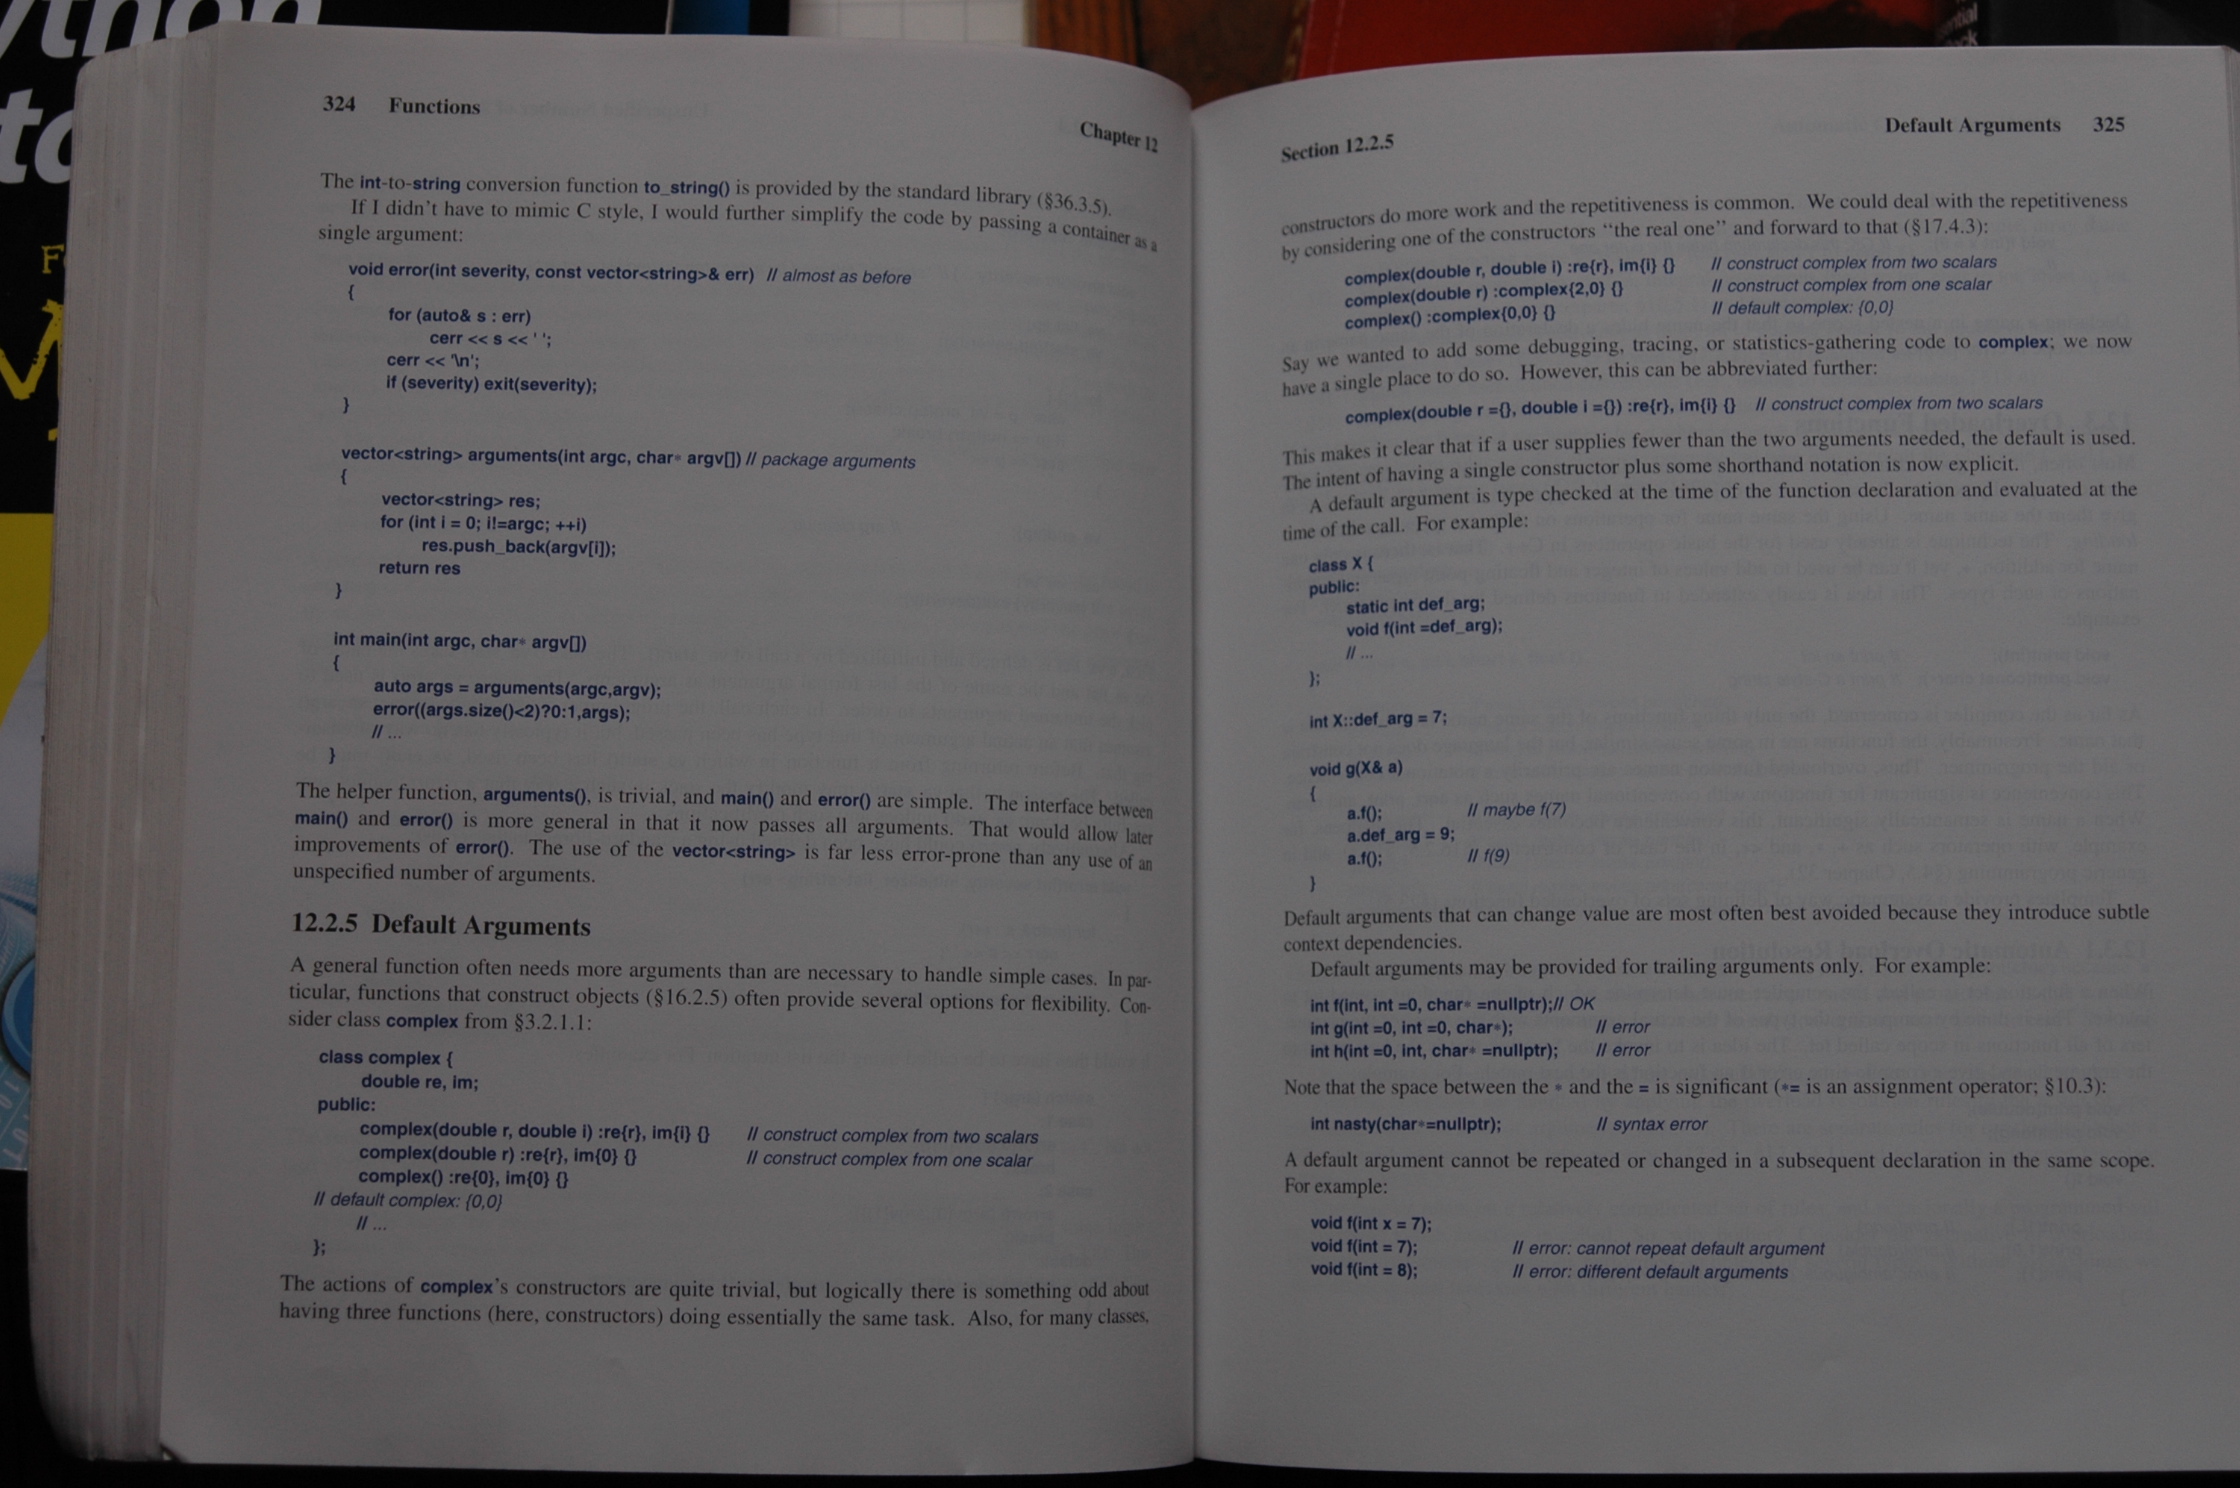 ython
to
324 Functions
Chapter 12
The int-to-string conversion function to_string() is provided by the standard library (§36.3.5).
If I didn't have to mimic C style, I would further simplify the code by passing a container as a
single argument:
void error(int severity, const vector<string>& err) // almost as before
{
for (auto& s : err)
cerr << s << ' ';
cerr << '\n';
if (severity) exit(severity);
}
vector<string> arguments(int argc, char* argv[]) // package arguments
{
vector<string> res;
for (int i = 0; i!=argc; ++i)
res.push_back(argv[i]);
return res
}
int main(int argc, char* argv[])
{
auto args = arguments(argc,argv);
error((args.size()<2)?0:1,args);
// ...
}
The helper function, arguments(), is trivial, and main() and error() are simple. The interface between
main() and error() is more general in that it now passes all arguments. That would allow later
improvements of error(). The use of the vector<string> is far less error-prone than any use of an
unspecified number of arguments.
12.2.5 Default Arguments
A general function often needs more arguments than are necessary to handle simple cases. In par-
ticular, functions that construct objects (§16.2.5) often provide several options for flexibility. Con-
sider class complex from §3.2.1.1:
class complex {
double re, im;
public:
complex(double r, double i) :re{r}, im{i} {} // construct complex from two scalars
complex(double r) :re{r}, im{0} {} // construct complex from one scalar
complex() :re{0}, im{0} {}
// default complex: {0,0}
// ...
};
The actions of complex's constructors are quite trivial, but logically there is something odd about
having three functions (here, constructors) doing essentially the same task. Also, for many classes,
Section 12.2.5
Default Arguments 325
constructors do more work and the repetitiveness is common. We could deal with the repetitiveness
by considering one of the constructors "the real one" and forward to that (§17.4.3):
complex(double r, double i) :re{r}, im{i} {} // construct complex from two scalars
complex(double r) :complex{2,0} {} // construct complex from one scalar
complex() :complex{0,0} {} // default complex: {0,0}
Say we wanted to add some debugging, tracing, or statistics-gathering code to complex; we now
have a single place to do so. However, this can be abbreviated further:
complex(double r ={}, double i ={}) :re{r}, im{i} {} // construct complex from two scalars
This makes it clear that if a user supplies fewer than the two arguments needed, the default is used.
The intent of having a single constructor plus some shorthand notation is now explicit.
A default argument is type checked at the time of the function declaration and evaluated at the
time of the call. For example:
class X {
public:
static int def_arg;
void f(int =def_arg);
// ...
};
int X::def_arg = 7;
void g(X& a)
{
a.f(); // maybe f(7)
a.def_arg = 9;
a.f(); // f(9)
}
Default arguments that can change value are most often best avoided because they introduce subtle
context dependencies.
Default arguments may be provided for trailing arguments only. For example:
int f(int, int =0, char* =nullptr);// OK
int g(int =0, int =0, char*); // error
int h(int =0, int, char* =nullptr); // error
Note that the space between the * and the = is significant (*= is an assignment operator; §10.3):
int nasty(char*=nullptr); // syntax error
A default argument cannot be repeated or changed in a subsequent declaration in the same scope.
For example:
void f(int x = 7);
void f(int = 7); // error: cannot repeat default argument
void f(int = 8); // error: different default arguments